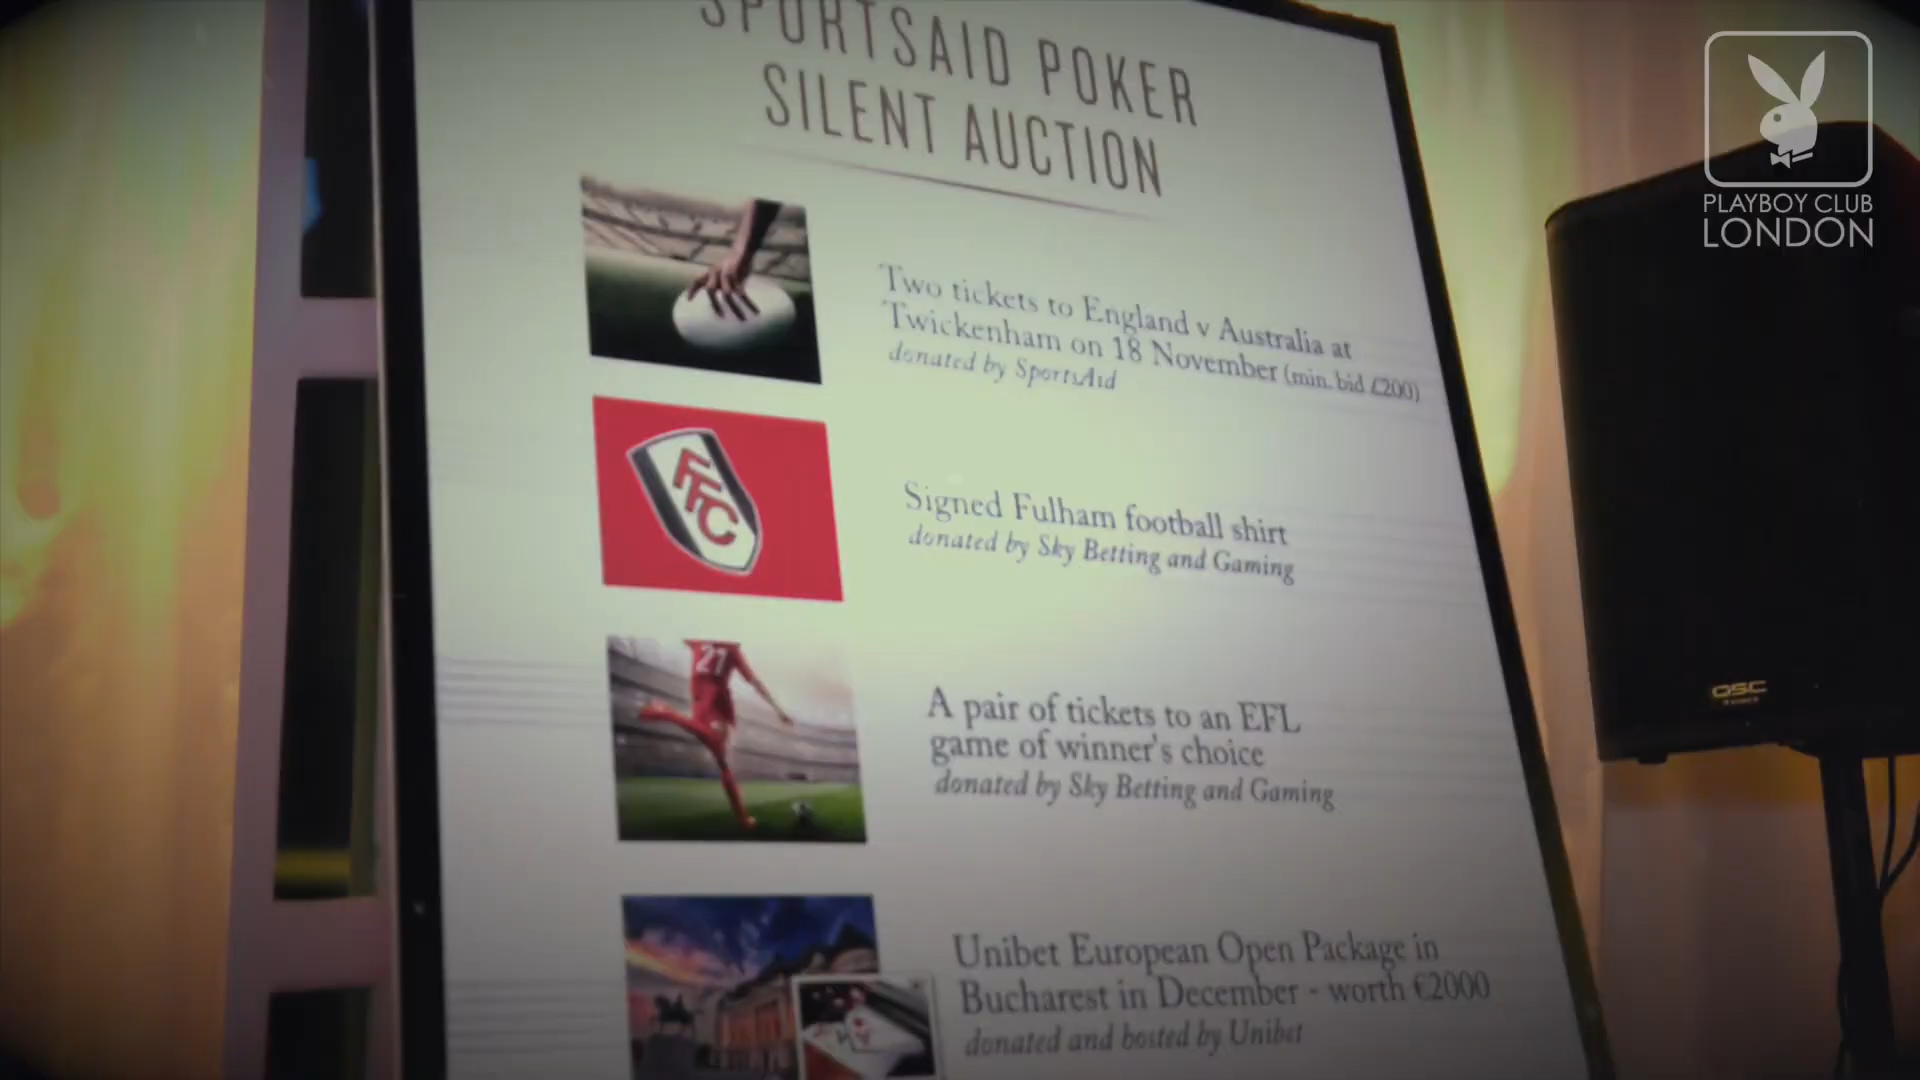 SPORTSAID POKER
SILENT AUCTION
PLAYBOY CLUB
LONDON
Two tickets to England v Australia at
Twickenham on 18 November (min. bid £200)
donated by SportsAid
FFC
Signed Fulham football shirt
donated by Sky Betting and Gaming
27
A pair of tickets to an EFL
game of winner's choice
donated by Sky Betting and Gaming
QSC
Unibet European Open Package in
Bucharest in December - worth €2000
donated and hosted by Unibet